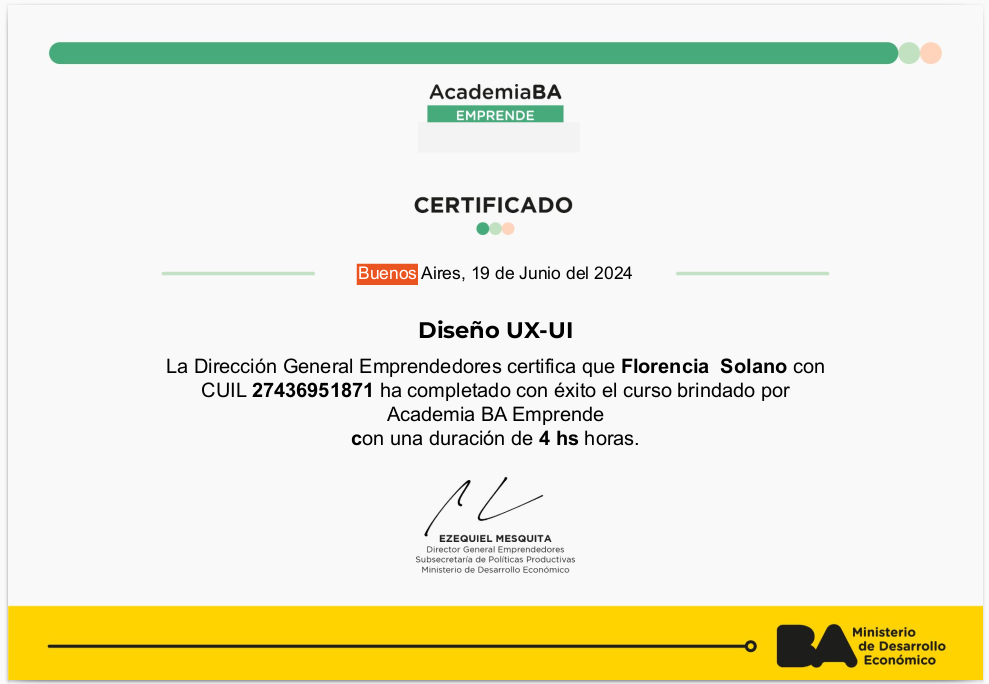 AcademiaBA
EMPRENDE
CERTIFICADO
Buenos Aires, 19 de Junio del 2024
Diseño UX-UI
La Dirección General Emprendedores certifica que Florencia  Solano con
CUIL 27436951871 ha completado con éxito el curso brindado por
Academia BA Emprende
con una duración de 4 hs horas.
EZEQUIEL MESQUITA
Director General Emprendedores
Subsecretaría de Políticas Productivas
Ministerio de Desarrollo Económico
BA Ministerio
de Desarrollo
Económico